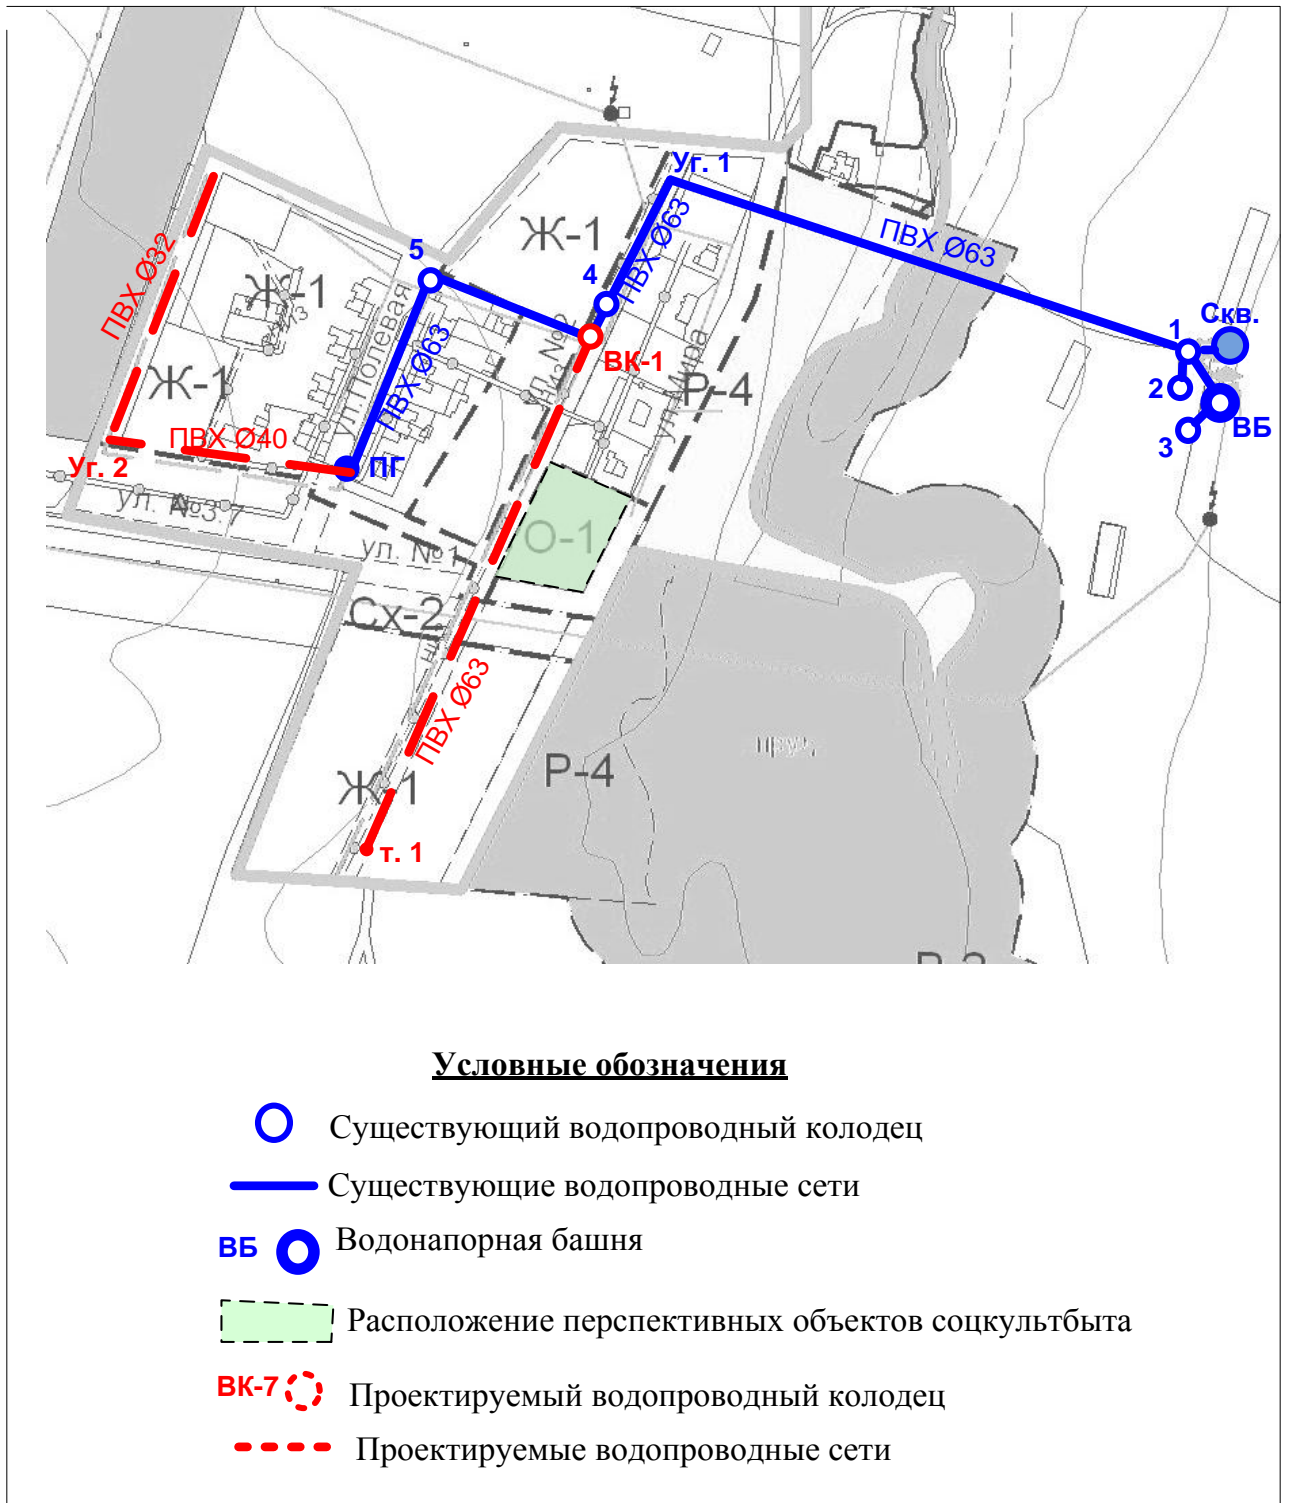 Уг. 1
Ж-1
ПВХ Ø63
ПВХ Ø63
5
4
ПВХ Ø32
Ж-1
ул.Полевая
ПВХ Ø63
ул. №2
ВК-1
ул.Мира
Р-4
1
Скв.
2
ВБ
3
Ж-1
ПВХ Ø40
Уг. 2
ПГ
ул. №3.7
О-1
ул. №1
Сх-2
ПВХ Ø63
Ж-1
Р-4
т. 1
Условные обозначения
Существующий водопроводный колодец
Существующие водопроводные сети
ВБ Водонапорная башня
Расположение перспективных объектов соцкультбыта
ВК-7 Проектируемый водопроводный колодец
Проектируемые водопроводные сети